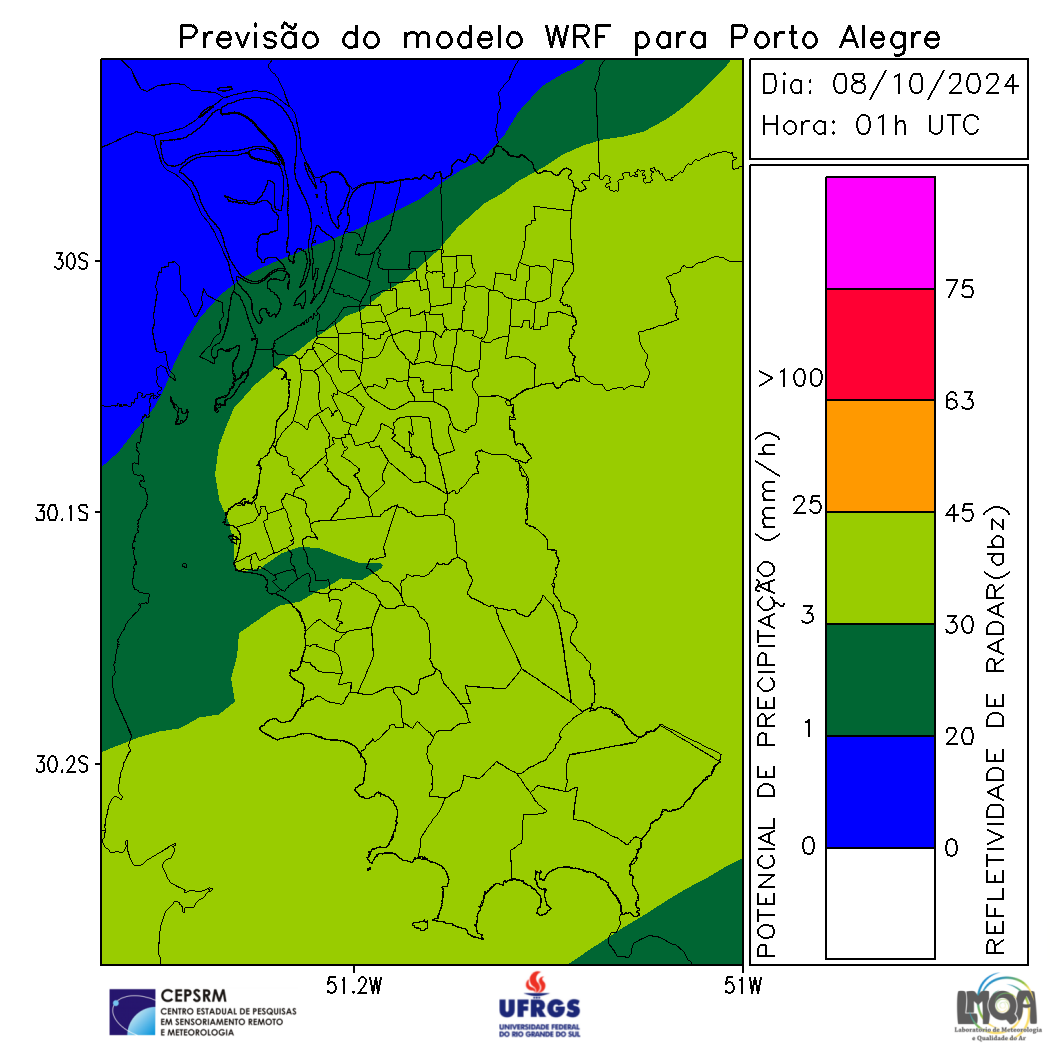 Previsão do modelo WRF para Porto Alegre
Dia: 08/10/2024
Hora: 01h UTC
30S
30.1S
30.2S
51.2W
51W
POTENCIAL DE PRECIPITAÇÃO (mm/h)
>100
25
3
1
0
75
63
45
30
20
0
REFLETIVIDADE DE RADAR(dbz)
CEPSRM
CENTRO ESTADUAL DE PESQUISAS
EM SENSORIAMENTO REMOTO
E METEOROLOGIA
UFRGS
UNIVERSIDADE FEDERAL
DO RIO GRANDE DO SUL
LMQA
Laboratório de Meteorologia
e Qualidade do Ar